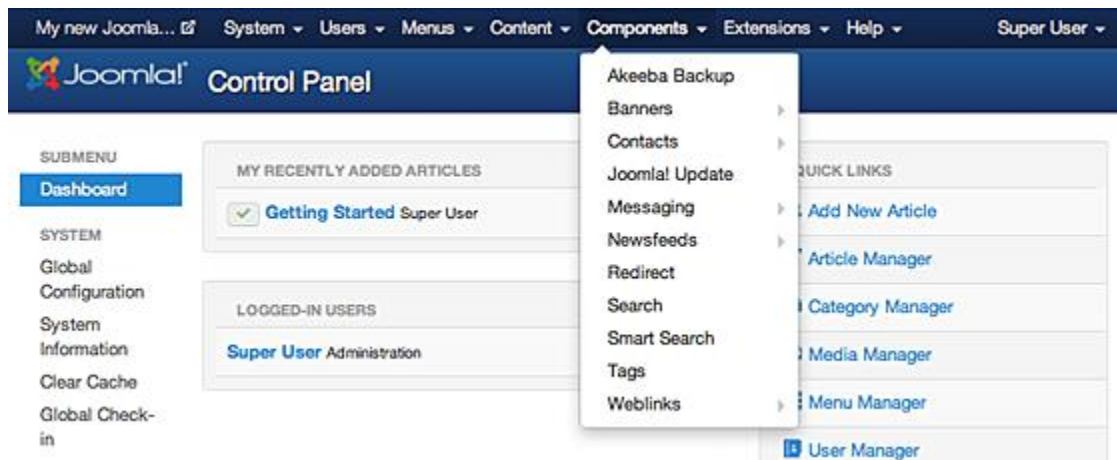 My new Joomla... System Users Menus Content Components Extensions Help Super User
Joomla! Control Panel
SUBMENU
Dashboard
SYSTEM
Global
Configuration
System
Information
Clear Cache
Global Check-
in
MY RECENTLY ADDED ARTICLES
Getting Started Super User
LOGGED-IN USERS
Super User Administration
Akeeba Backup
Banners
Contacts
Joomla! Update
Messaging
Newsfeeds
Redirect
Search
Smart Search
Tags
Weblinks
QUICK LINKS
Add New Article
Article Manager
Category Manager
Media Manager
Menu Manager
User Manager